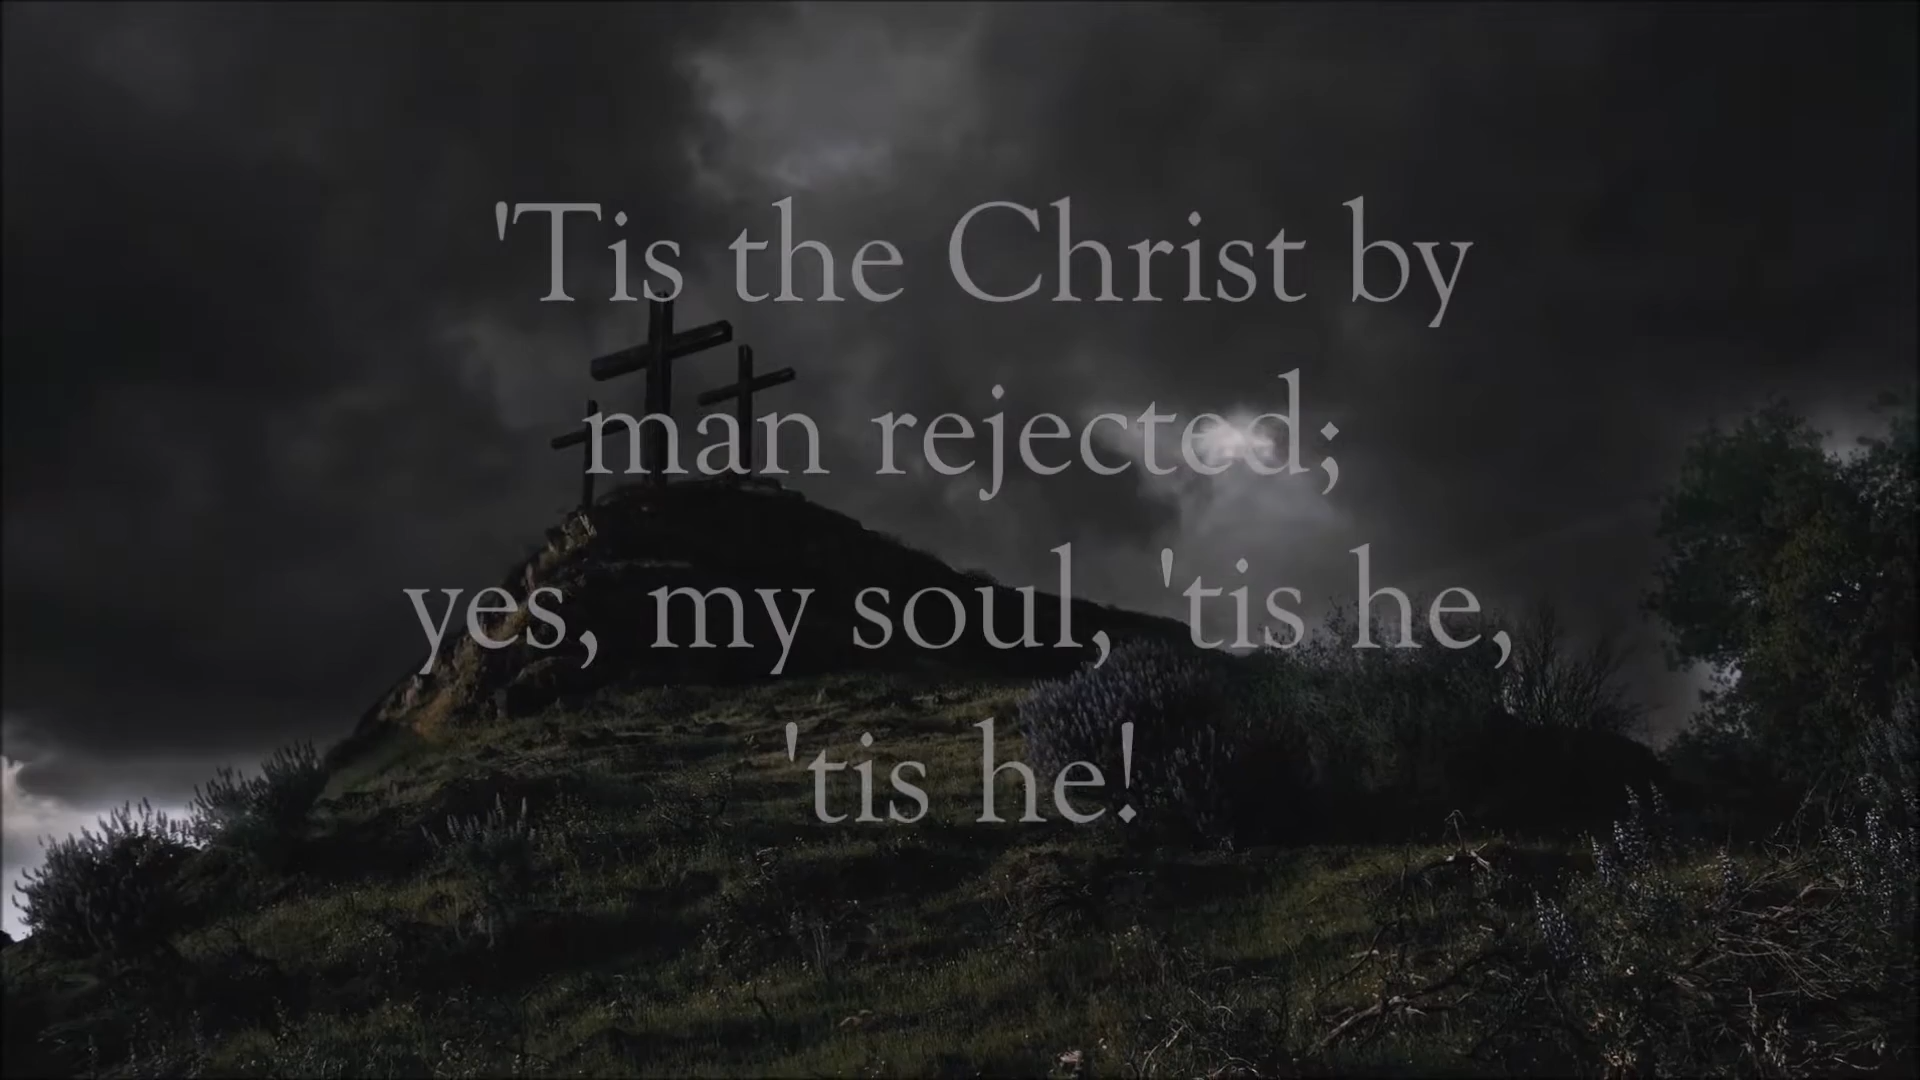 'Tis the Christ by
man rejected;
yes, my soul, 'tis he,
'tis he!